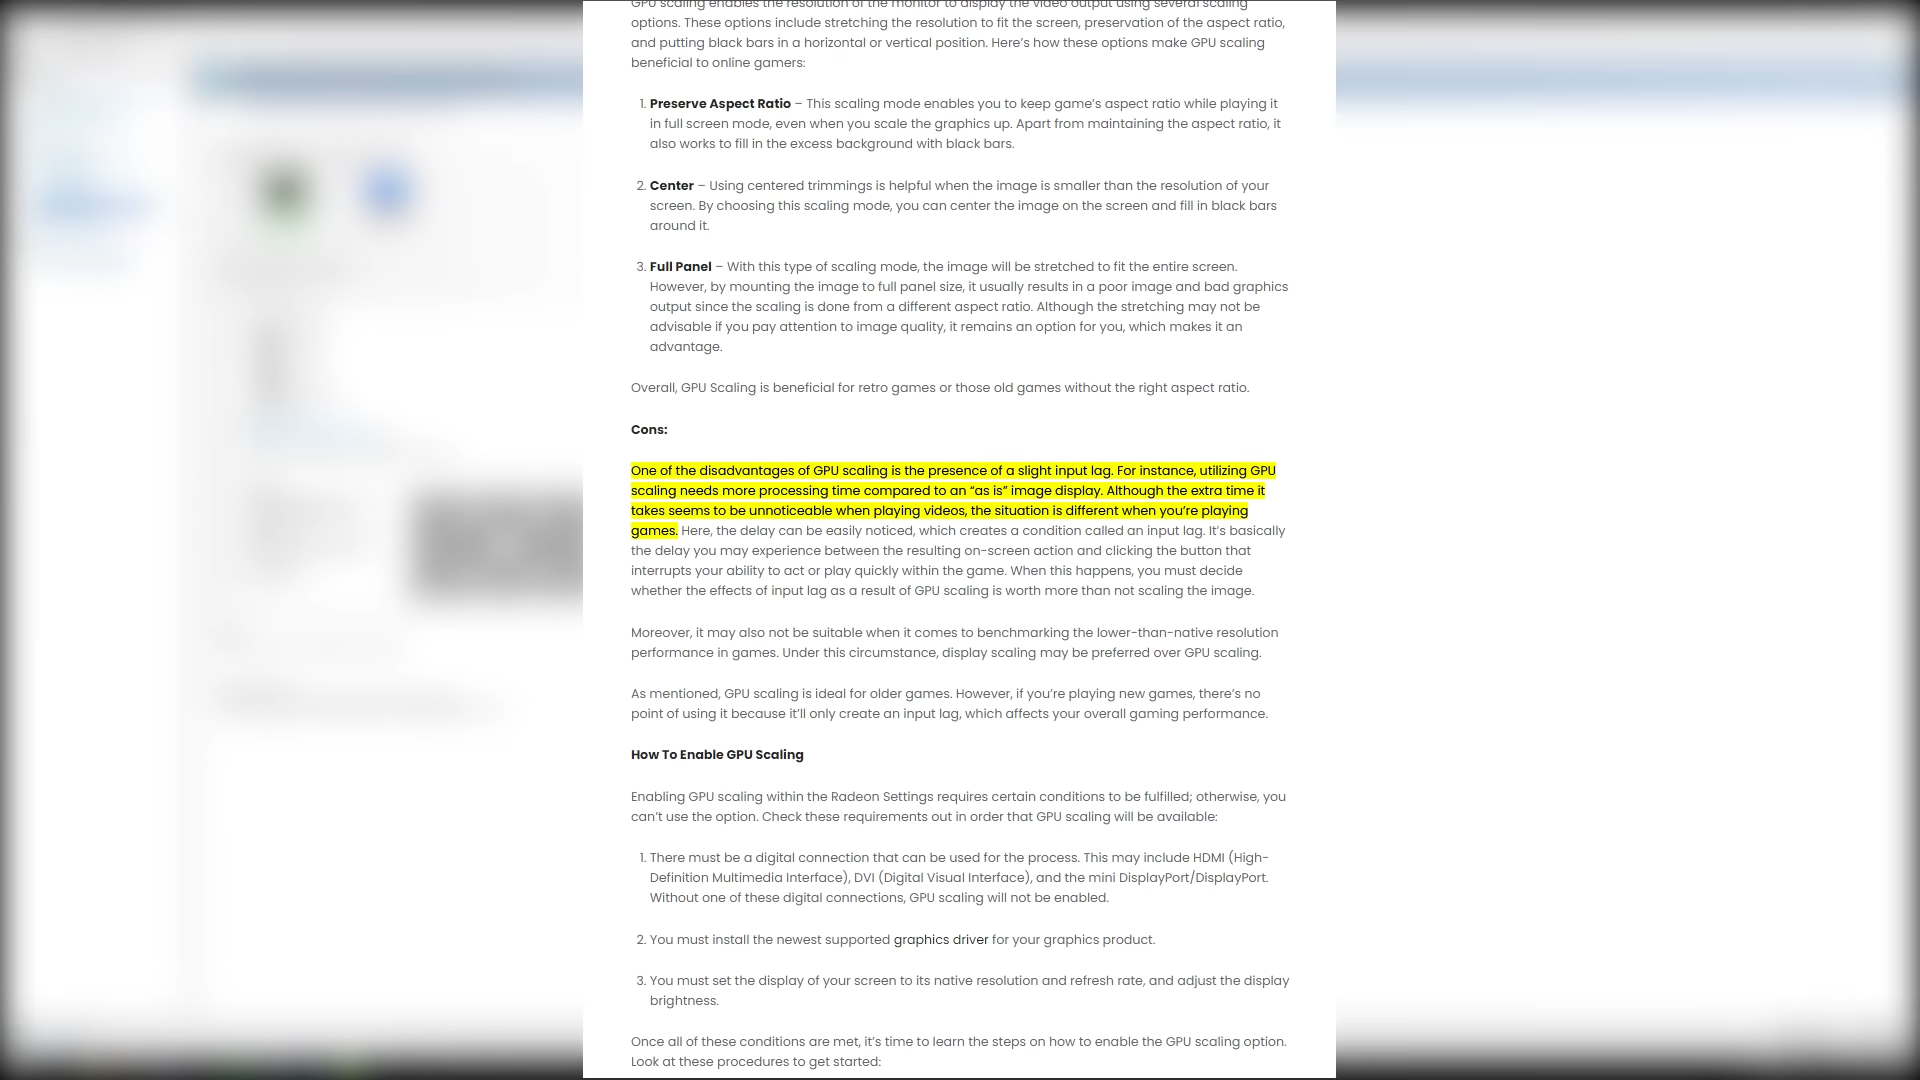 GPU scaling enables the resolution of the monitor to display the video output using several scaling
options. These options include stretching the resolution to fit the screen, preservation of the aspect ratio,
and putting black bars in a horizontal or vertical position. Here’s how these options make GPU scaling
beneficial to online gamers:
1. Preserve Aspect Ratio – This scaling mode enables you to keep game’s aspect ratio while playing it
in full screen mode, even when you scale the graphics up. Apart from maintaining the aspect ratio, it
also works to fill in the excess background with black bars.
2. Center – Using centered trimmings is helpful when the image is smaller than the resolution of your
screen. By choosing this scaling mode, you can center the image on the screen and fill in black bars
around it.
3. Full Panel – With this type of scaling mode, the image will be stretched to fit the entire screen.
However, by mounting the image to full panel size, it usually results in a poor image and bad graphics
output since the scaling is done from a different aspect ratio. Although the stretching may not be
advisable if you pay attention to image quality, it remains an option for you, which makes it an
advantage.
Overall, GPU Scaling is beneficial for retro games or those old games without the right aspect ratio.
Cons:
One of the disadvantages of GPU scaling is the presence of a slight input lag. For instance, utilizing GPU
scaling needs more processing time compared to an “as is” image display. Although the extra time it
takes seems to be unnoticeable when playing videos, the situation is different when you’re playing
games. Here, the delay can be easily noticed, which creates a condition called an input lag. It’s basically
the delay you may experience between the resulting on-screen action and clicking the button that
interrupts your ability to act or play quickly within the game. When this happens, you must decide
whether the effects of input lag as a result of GPU scaling is worth more than not scaling the image.
Moreover, it may also not be suitable when it comes to benchmarking the lower-than-native resolution
performance in games. Under this circumstance, display scaling may be preferred over GPU scaling.
As mentioned, GPU scaling is ideal for older games. However, if you’re playing new games, there’s no
point of using it because it’ll only create an input lag, which affects your overall gaming performance.
How To Enable GPU Scaling
Enabling GPU scaling within the Radeon Settings requires certain conditions to be fulfilled; otherwise, you
can’t use the option. Check these requirements out in order that GPU scaling will be available:
1. There must be a digital connection that can be used for the process. This may include HDMI (High-
Definition Multimedia Interface), DVI (Digital Visual Interface), and the mini DisplayPort/DisplayPort.
Without one of these digital connections, GPU scaling will not be enabled.
2. You must install the newest supported graphics driver for your graphics product.
3. You must set the display of your screen to its native resolution and refresh rate, and adjust the display
brightness.
Once all of these conditions are met, it’s time to learn the steps on how to enable the GPU scaling option.
Look at these procedures to get started: